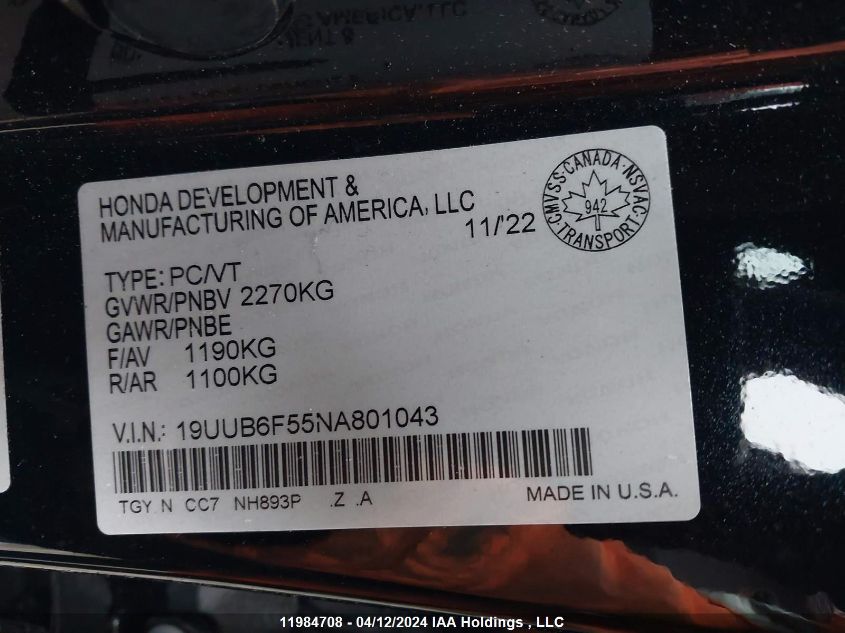 HONDA DEVELOPMENT &
MANUFACTURING OF AMERICA, LLC
11/'22
CMVSS·CANADA·NSVAC
942
TRANSPORT
TYPE: PC/VT
GVWR/PNBV 2270KG
GAWR/PNBE
F/AV 1190KG
R/AR 1100KG
V.I.N.: 19UUB6F55NA801043
TGY N CC7 NH893P .Z .A
MADE IN U.S.A.
11984708 - 04/12/2024 IAA Holdings , LLC